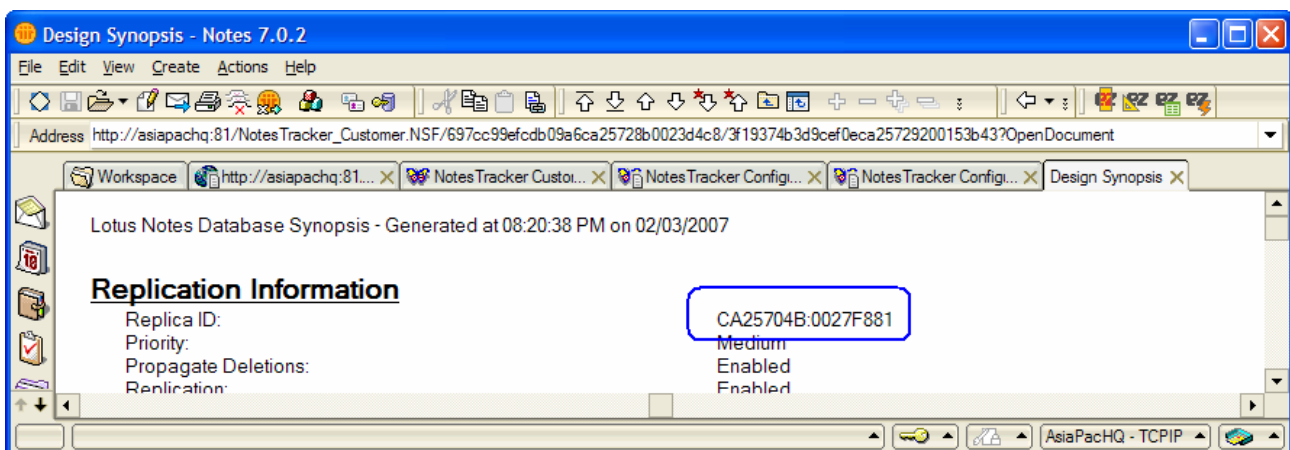 Design Synopsis - Notes 7.0.2
File Edit View Create Actions Help
Address http://asiapachq:81/NotesTracker_Customer.NSF/697cc99efcdb09a6ca25728b0023d4c8/3f19374b3d9cef0eca25729200153b43?OpenDocument
Workspace http://asiapachq:81.... NotesTracker Custor... NotesTracker Configu... NotesTracker Configu... Design Synopsis
Lotus Notes Database Synopsis - Generated at 08:20:38 PM on 02/03/2007
Replication Information
Replica ID: CA25704B:0027F881
Priority: Medium
Propagate Deletions: Enabled
Replication: Enabled
AsiaPacHQ - TCPIP